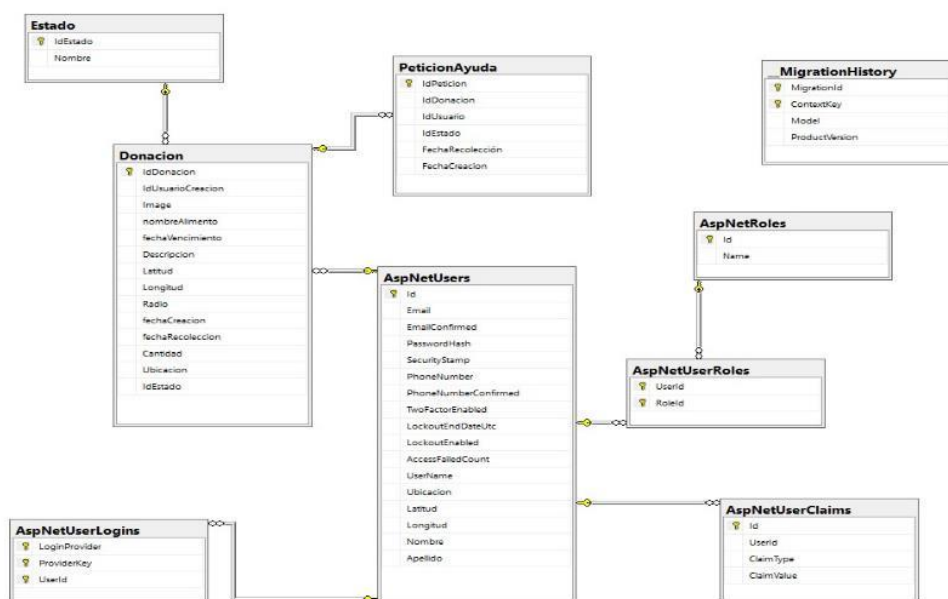 Estado
IdEstado
Nombre
PeticionAyuda
IdPeticion
IdDonacion
IdUsuario
IdEstado
FechaRecolección
FechaCreacion
__MigrationHistory
MigrationId
ContextKey
Model
ProductVersion
Donacion
IdDonacion
IdUsuarioCreacion
Image
nombreAlimento
fechaVencimiento
Descripcion
Latitud
Longitud
Radio
fechaCreacion
fechaRecoleccion
Cantidad
Ubicacion
IdEstado
AspNetUsers
Id
Email
EmailConfirmed
PasswordHash
SecurityStamp
PhoneNumber
PhoneNumberConfirmed
TwoFactorEnabled
LockoutEndDateUtc
LockoutEnabled
AccessFailedCount
UserName
Ubicacion
Latitud
Longitud
Nombre
Apellido
AspNetRoles
Id
Name
AspNetUserRoles
UserId
RoleId
AspNetUserLogins
LoginProvider
ProviderKey
UserId
AspNetUserClaims
Id
UserId
ClaimType
ClaimValue